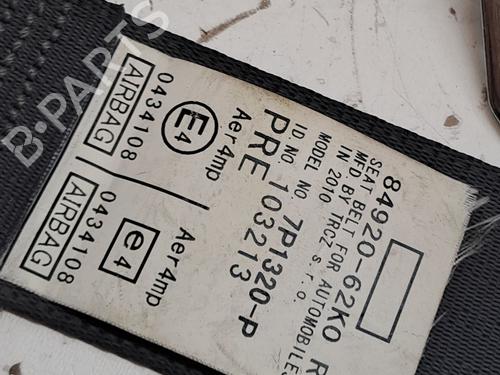 84920-62K0 R
SEAT BELT FOR AUTOMOBILES
MFD BY TRCZ s.r.o.
IN 2010
MODEL NO. 7P1320-P
ID NO. 103213
PRE
E4
Aer4mp
AIRBAG
0434108
e4
Aer4mp
AIRBAG
0434108
B-PARTS